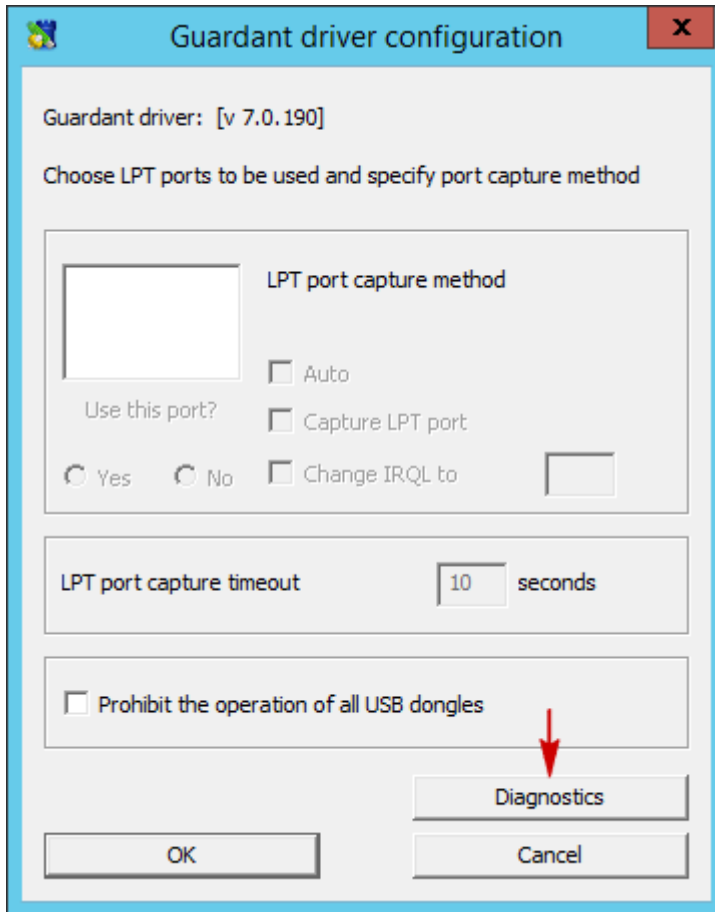 Guardant driver configuration
Guardant driver: [v 7.0.190]
Choose LPT ports to be used and specify port capture method
LPT port capture method
Auto
Use this port?
Capture LPT port
Yes No Change IRQL to
LPT port capture timeout 10 seconds
Prohibit the operation of all USB dongles
Diagnostics
OK Cancel